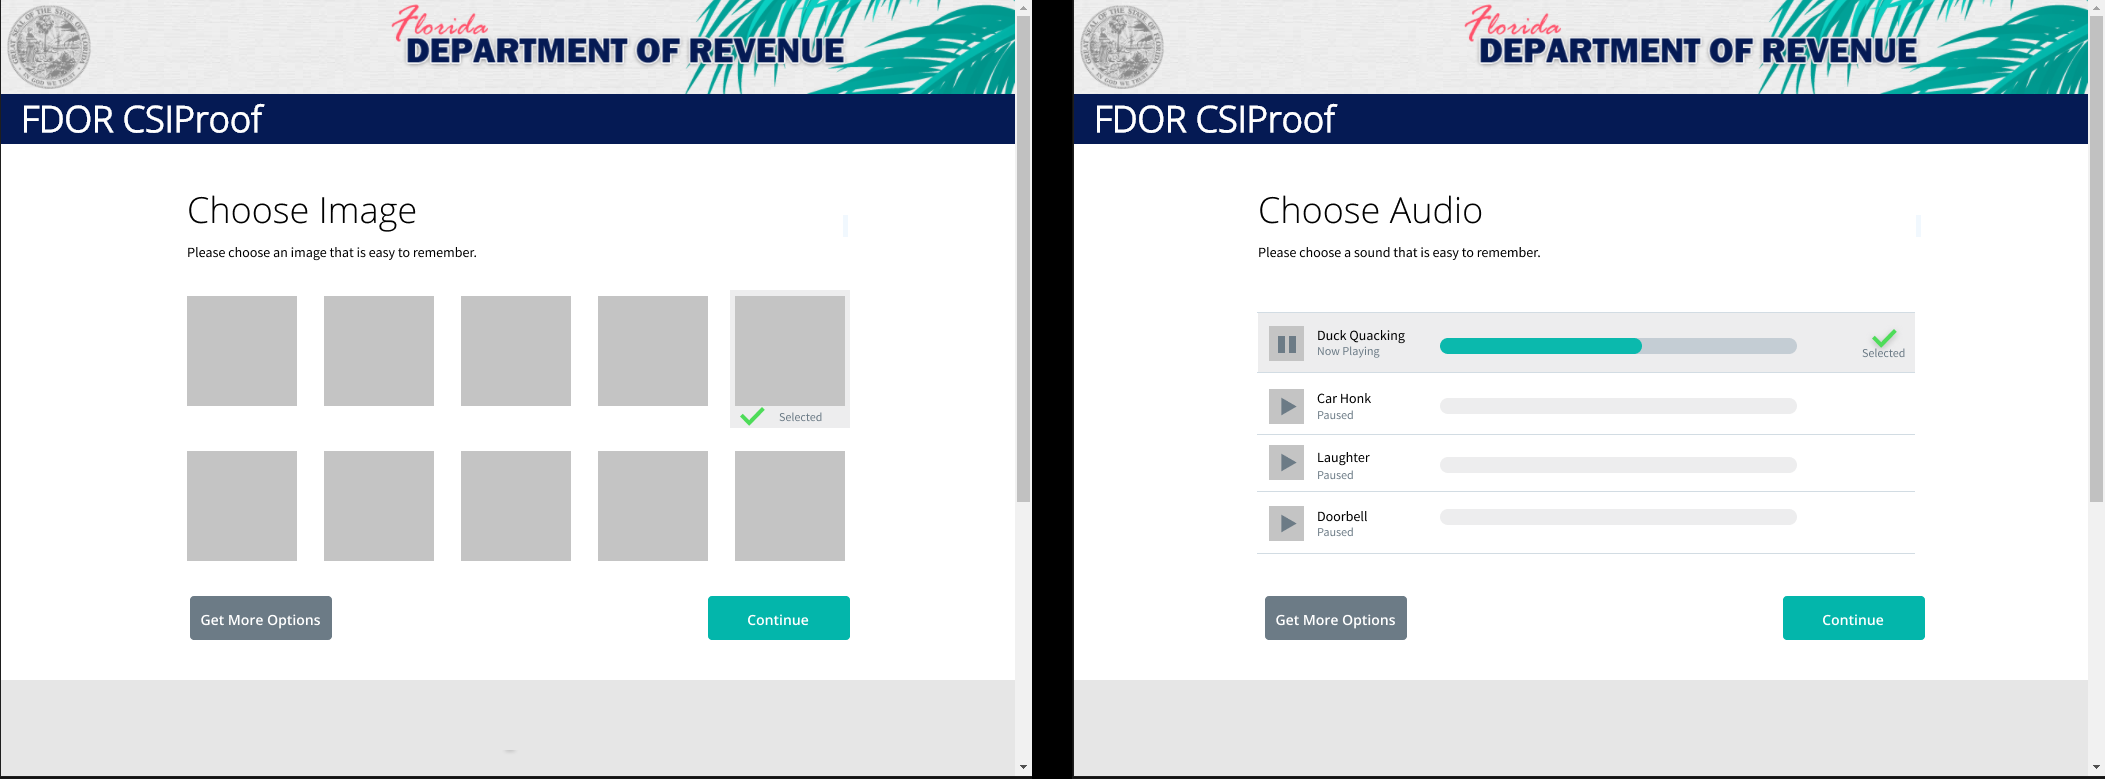 GREAT SEAL OF THE STATE OF FLORIDA
IN GOD WE TRUST
Florida
DEPARTMENT OF REVENUE
FDOR CSIProof
Choose Image
Please choose an image that is easy to remember.
Selected
Get More Options
Continue
GREAT SEAL OF THE STATE OF FLORIDA
IN GOD WE TRUST
Florida
DEPARTMENT OF REVENUE
FDOR CSIProof
Choose Audio
Please choose a sound that is easy to remember.
Duck Quacking
Now Playing
Selected
Car Honk
Paused
Laughter
Paused
Doorbell
Paused
Get More Options
Continue